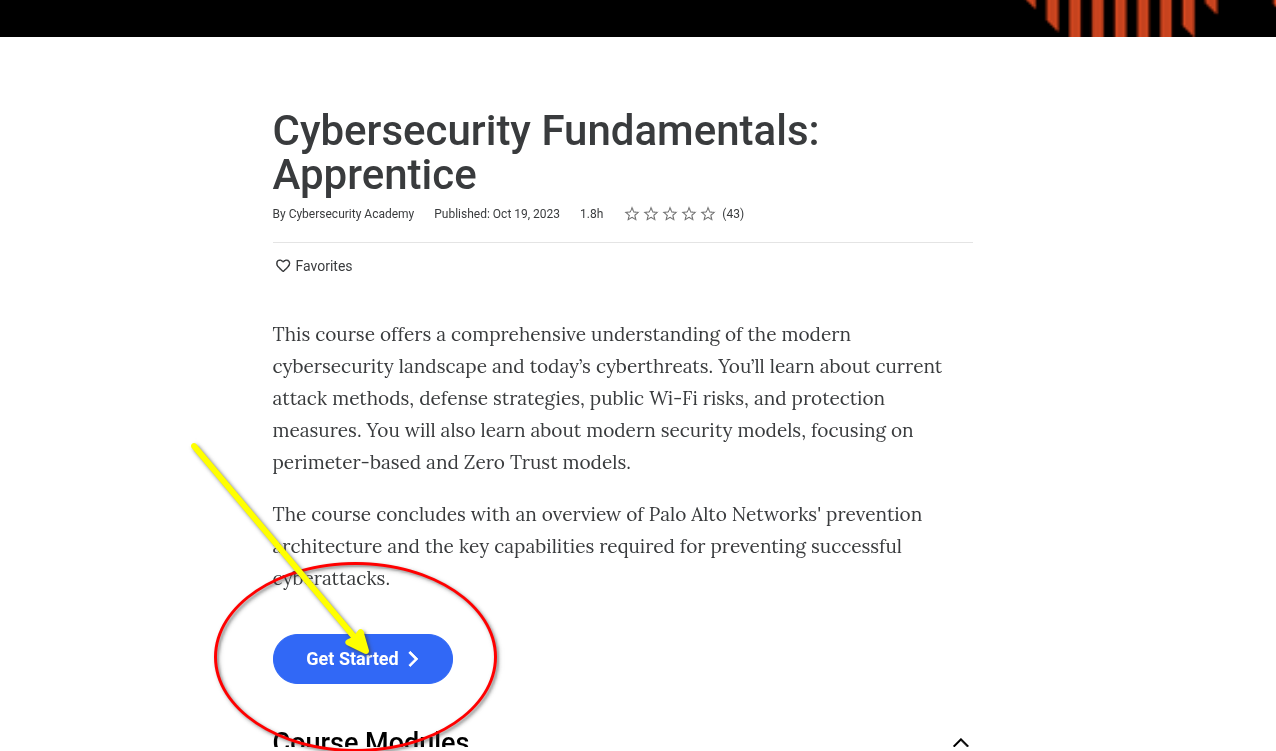 Cybersecurity Fundamentals:
Apprentice
By Cybersecurity Academy Published: Oct 19, 2023 1.8h (43)
Favorites
This course offers a comprehensive understanding of the modern
cybersecurity landscape and today’s cyberthreats. You’ll learn about current
attack methods, defense strategies, public Wi-Fi risks, and protection
measures. You will also learn about modern security models, focusing on
perimeter-based and Zero Trust models.
The course concludes with an overview of Palo Alto Networks' prevention
architecture and the key capabilities required for preventing successful
cyberattacks.
Get Started
Course Modules